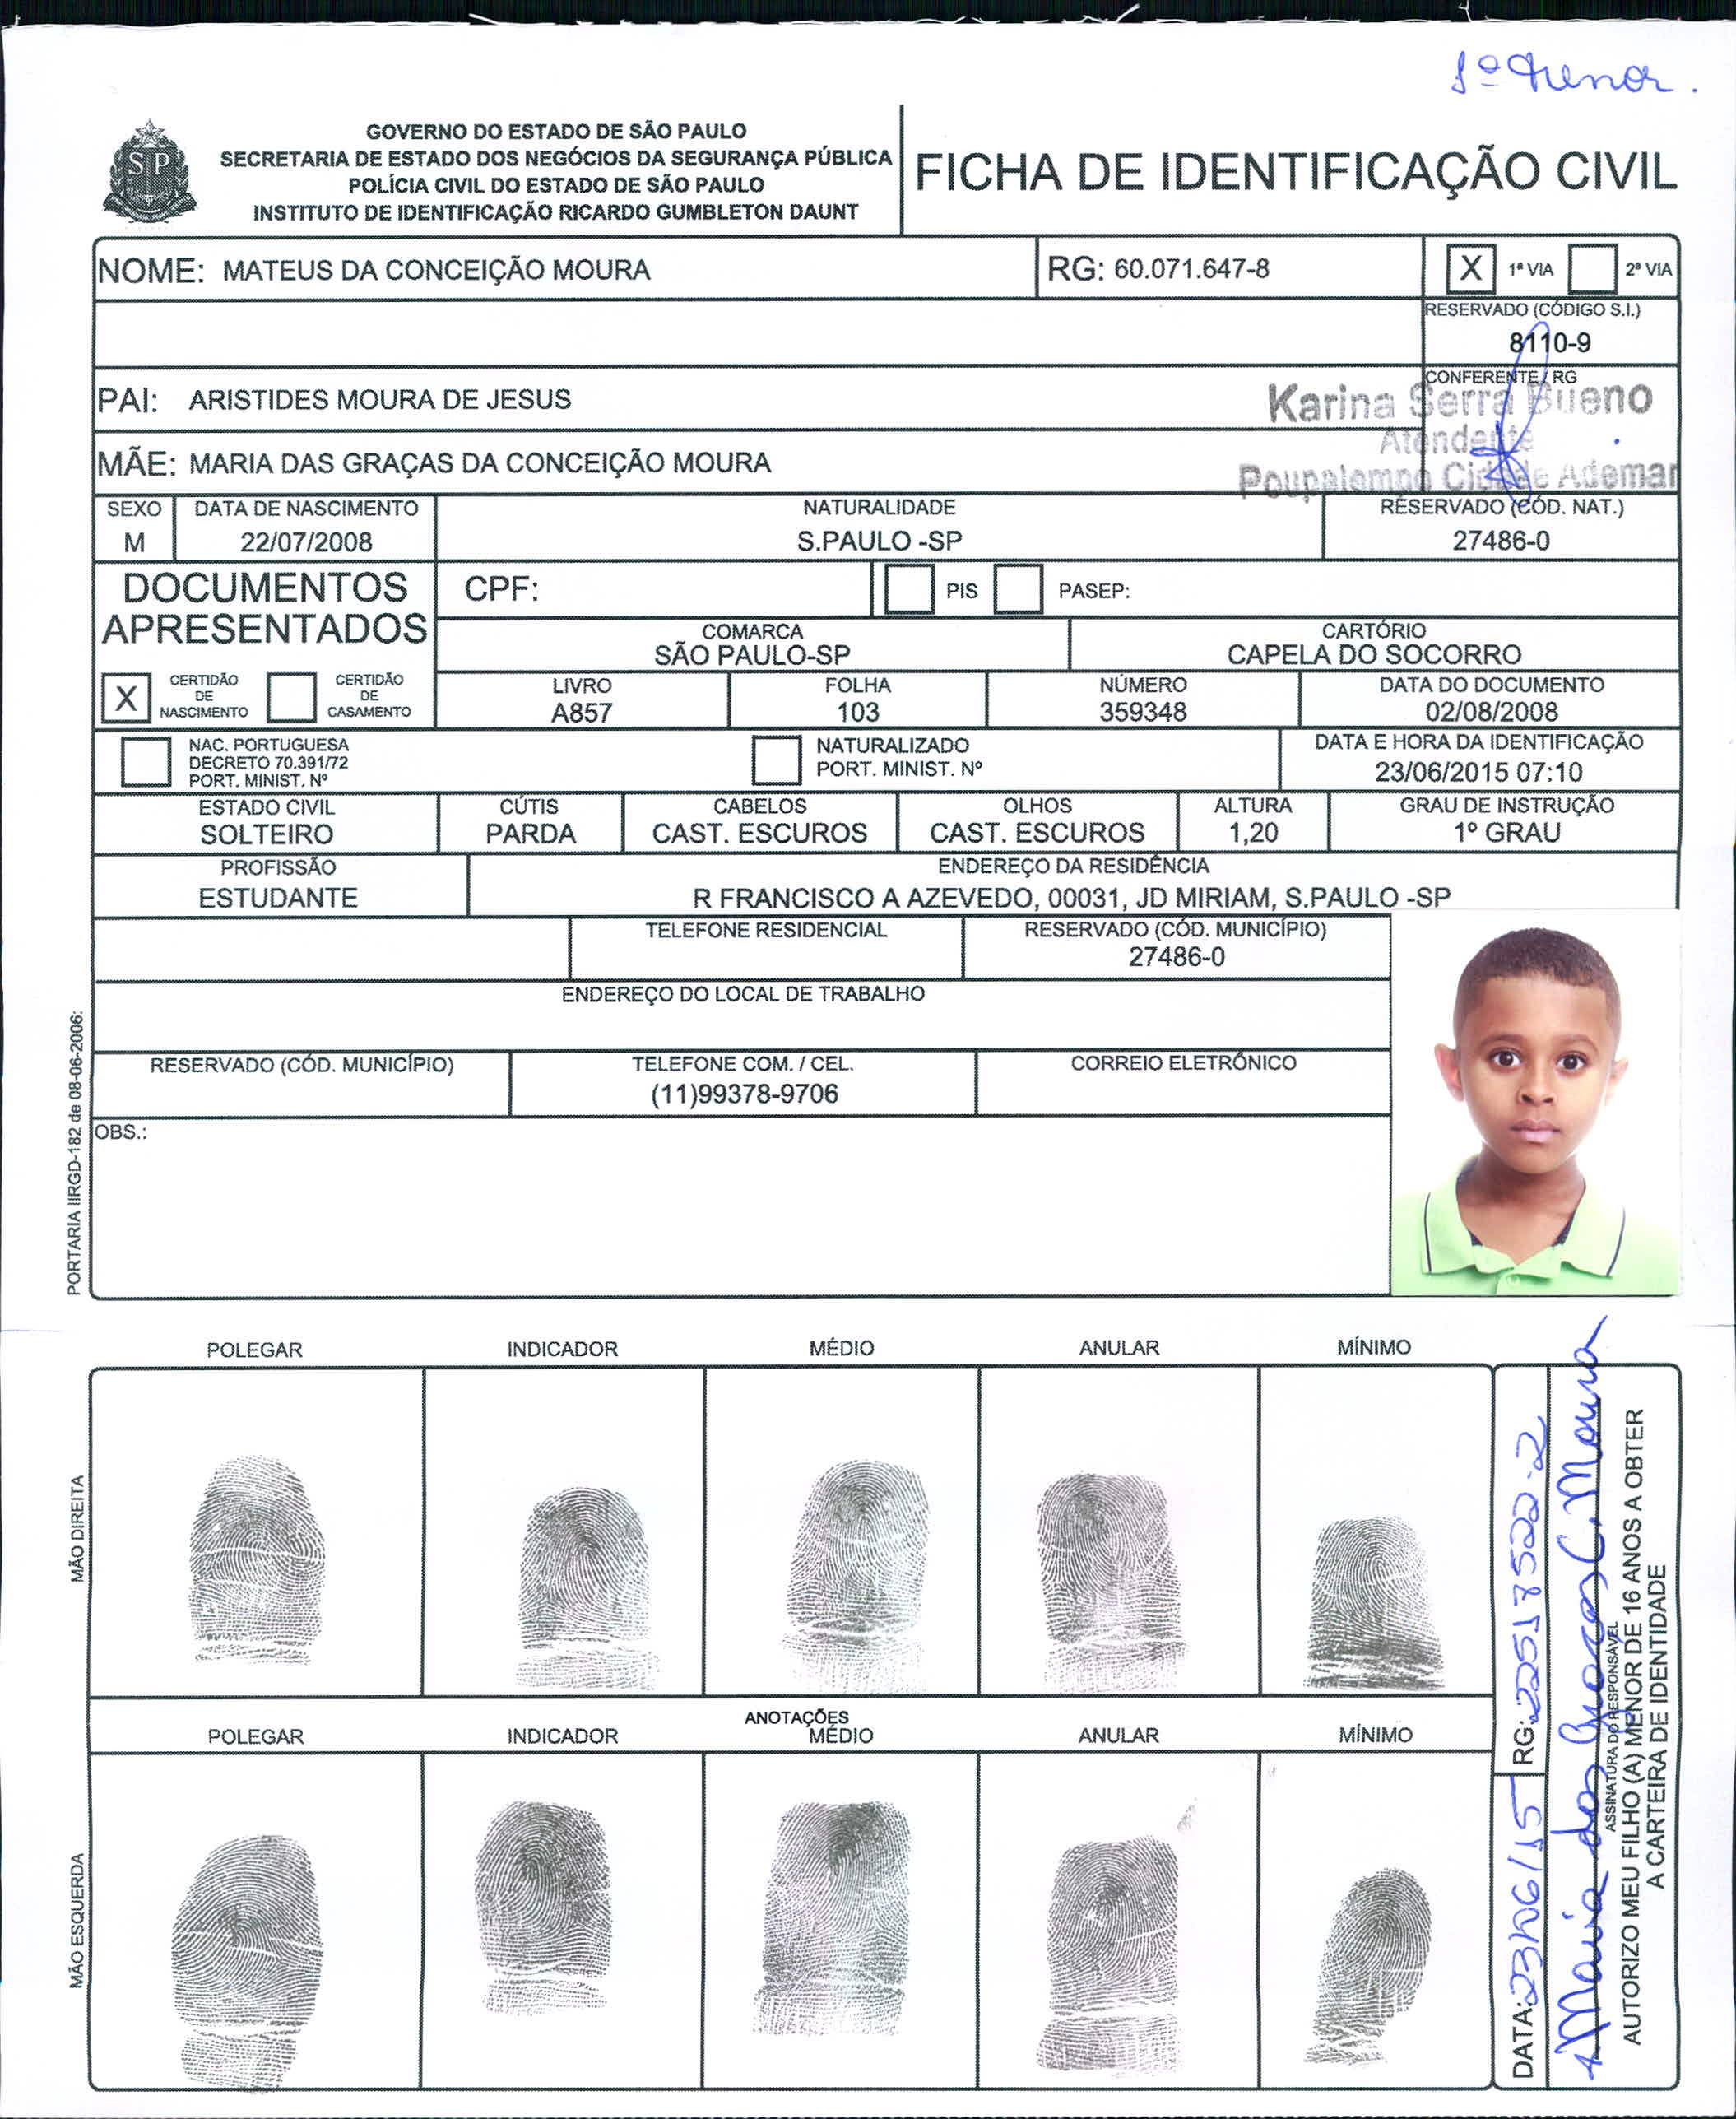 1º Menor.
SP
GOVERNO DO ESTADO DE SÃO PAULO
SECRETARIA DE ESTADO DOS NEGÓCIOS DA SEGURANÇA PÚBLICA
POLÍCIA CIVIL DO ESTADO DE SÃO PAULO
INSTITUTO DE IDENTIFICAÇÃO RICARDO GUMBLETON DAUNT
FICHA DE IDENTIFICAÇÃO CIVIL
NOME: MATEUS DA CONCEIÇÃO MOURA
RG: 60.071.647-8
X 1ª VIA 2ª VIA
RESERVADO (CÓDIGO S.I.)
8110-9
PAI: ARISTIDES MOURA DE JESUS
CONFERENTE / RG
Karina Serra Bueno
Atendente
Poupatempo Cidade Ademar
MÃE: MARIA DAS GRAÇAS DA CONCEIÇÃO MOURA
SEXO
M
DATA DE NASCIMENTO
22/07/2008
NATURALIDADE
S.PAULO -SP
RESERVADO (CÓD. NAT.)
27486-0
DOCUMENTOS
APRESENTADOS
CPF:
PIS
PASEP:
COMARCA
SÃO PAULO-SP
CARTÓRIO
CAPELA DO SOCORRO
X
CERTIDÃO
DE
NASCIMENTO
CERTIDÃO
DE
CASAMENTO
LIVRO
A857
FOLHA
103
NÚMERO
359348
DATA DO DOCUMENTO
02/08/2008
NAC. PORTUGUESA
DECRETO 70.391/72
PORT. MINIST. Nº
NATURALIZADO
PORT. MINIST. Nº
DATA E HORA DA IDENTIFICAÇÃO
23/06/2015 07:10
ESTADO CIVIL
SOLTEIRO
CÚTIS
PARDA
CABELOS
CAST. ESCUROS
OLHOS
CAST. ESCUROS
ALTURA
1,20
GRAU DE INSTRUÇÃO
1º GRAU
PROFISSÃO
ESTUDANTE
ENDEREÇO DA RESIDÊNCIA
R FRANCISCO A AZEVEDO, 00031, JD MIRIAM, S.PAULO -SP
TELEFONE RESIDENCIAL
RESERVADO (CÓD. MUNICÍPIO)
27486-0
ENDEREÇO DO LOCAL DE TRABALHO
RESERVADO (CÓD. MUNICÍPIO)
TELEFONE COM. / CEL.
(11)99378-9706
CORREIO ELETRÔNICO
OBS.:
PORTARIA IIRGD-182 de 08-06-2006:
POLEGAR INDICADOR MÉDIO ANULAR MÍNIMO
MÃO DIREITA
ANOTAÇÕES
POLEGAR INDICADOR MÉDIO ANULAR MÍNIMO
MÃO ESQUERDA
DATA: 23/06/15 RG: 22517522-2
Maria das Graças C. Moura
ASSINATURA DO RESPONSÁVEL
AUTORIZO MEU FILHO (A) MENOR DE 16 ANOS A OBTER
A CARTEIRA DE IDENTIDADE